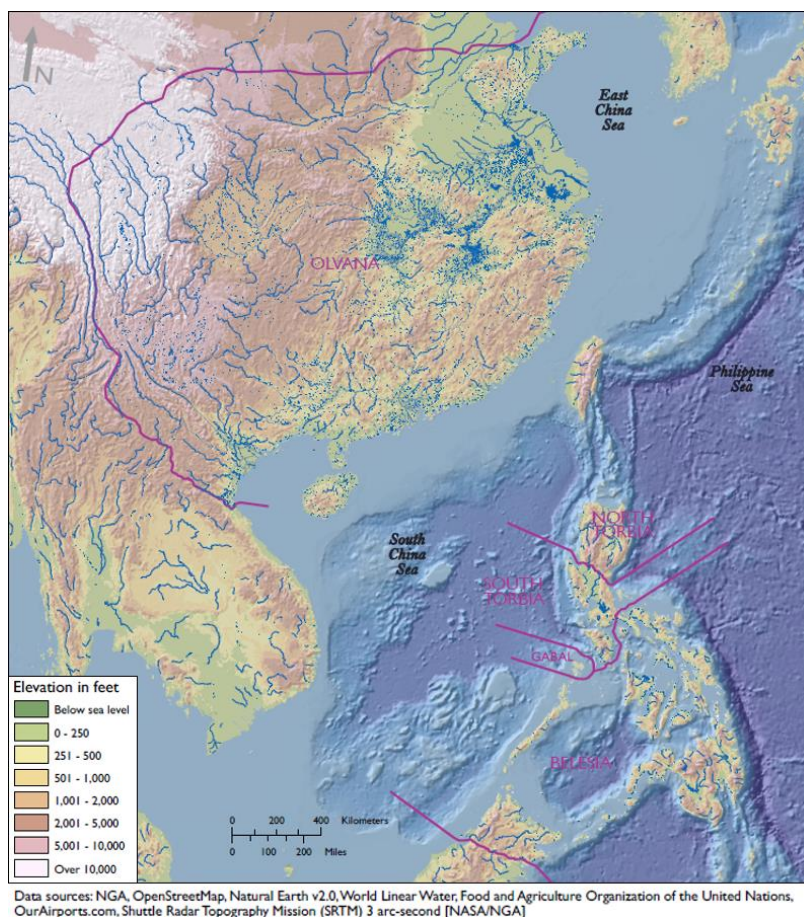 N
East
China
Sea
OLVANA
Philippine
Sea
NORTH
TORBIA
South
China
Sea
SOUTH
TORBIA
GABAL
BELESIA
Elevation in feet
Below sea level
0 - 250
251 - 500
501 - 1,000
1,001 - 2,000
2,001 - 5,000
5,001 - 10,000
Over 10,000
0 200 400 Kilometers
0 100 200 Miles
Data sources: NGA, OpenStreetMap, Natural Earth v2.0, World Linear Water, Food and Agriculture Organization of the United Nations,
OurAirports.com, Shuttle Radar Topography Mission (SRTM) 3 arc-second [NASA/NGA]